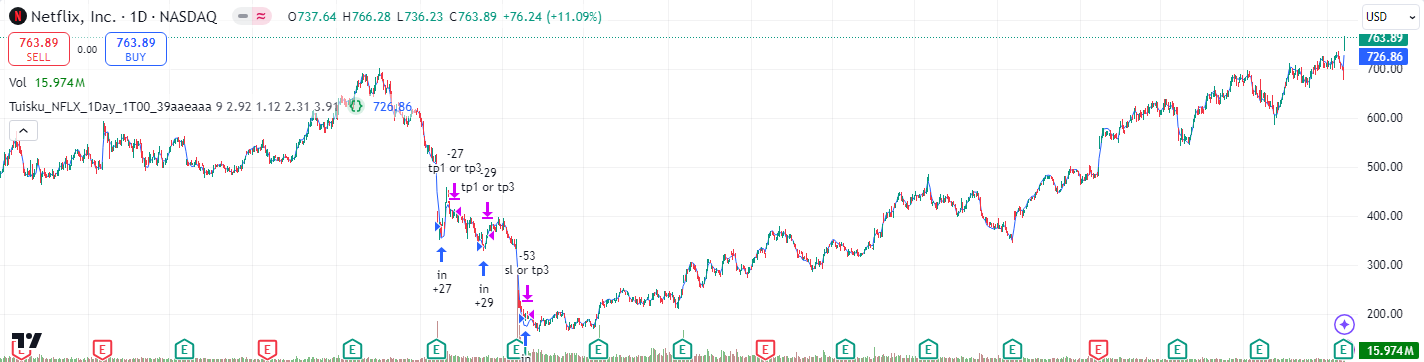 Netflix, Inc. · 1D · NASDAQ O737.64 H766.28 L736.23 C763.89 +76.24 (+11.09%)
USD
763.89 SELL
0.00
763.89 BUY
Vol 15.974M
Tuisku_NFLX_1Day_1T00_39aaeaaa 9 2.92 1.12 2.31 3.91 {} 726.86
763.89
726.86
700.00
600.00
500.00
400.00
300.00
200.00
15.974M
-27
tp1 or tp3
-29
tp1 or tp3
in
+27
in
+29
-53
sl or tp3
in
E E E E E E E E E E E E E E E E E